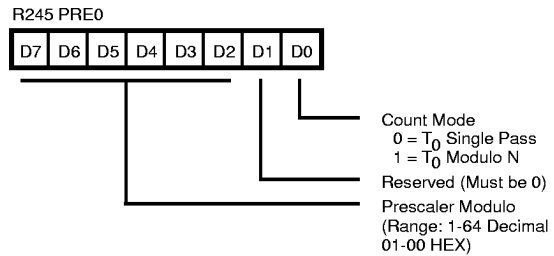 R245 PRE0
D7 D6 D5 D4 D3 D2 D1 D0
Count Mode
0 = T0 Single Pass
1 = T0 Modulo N
Reserved (Must be 0)
Prescaler Modulo
(Range: 1-64 Decimal
01-00 HEX)